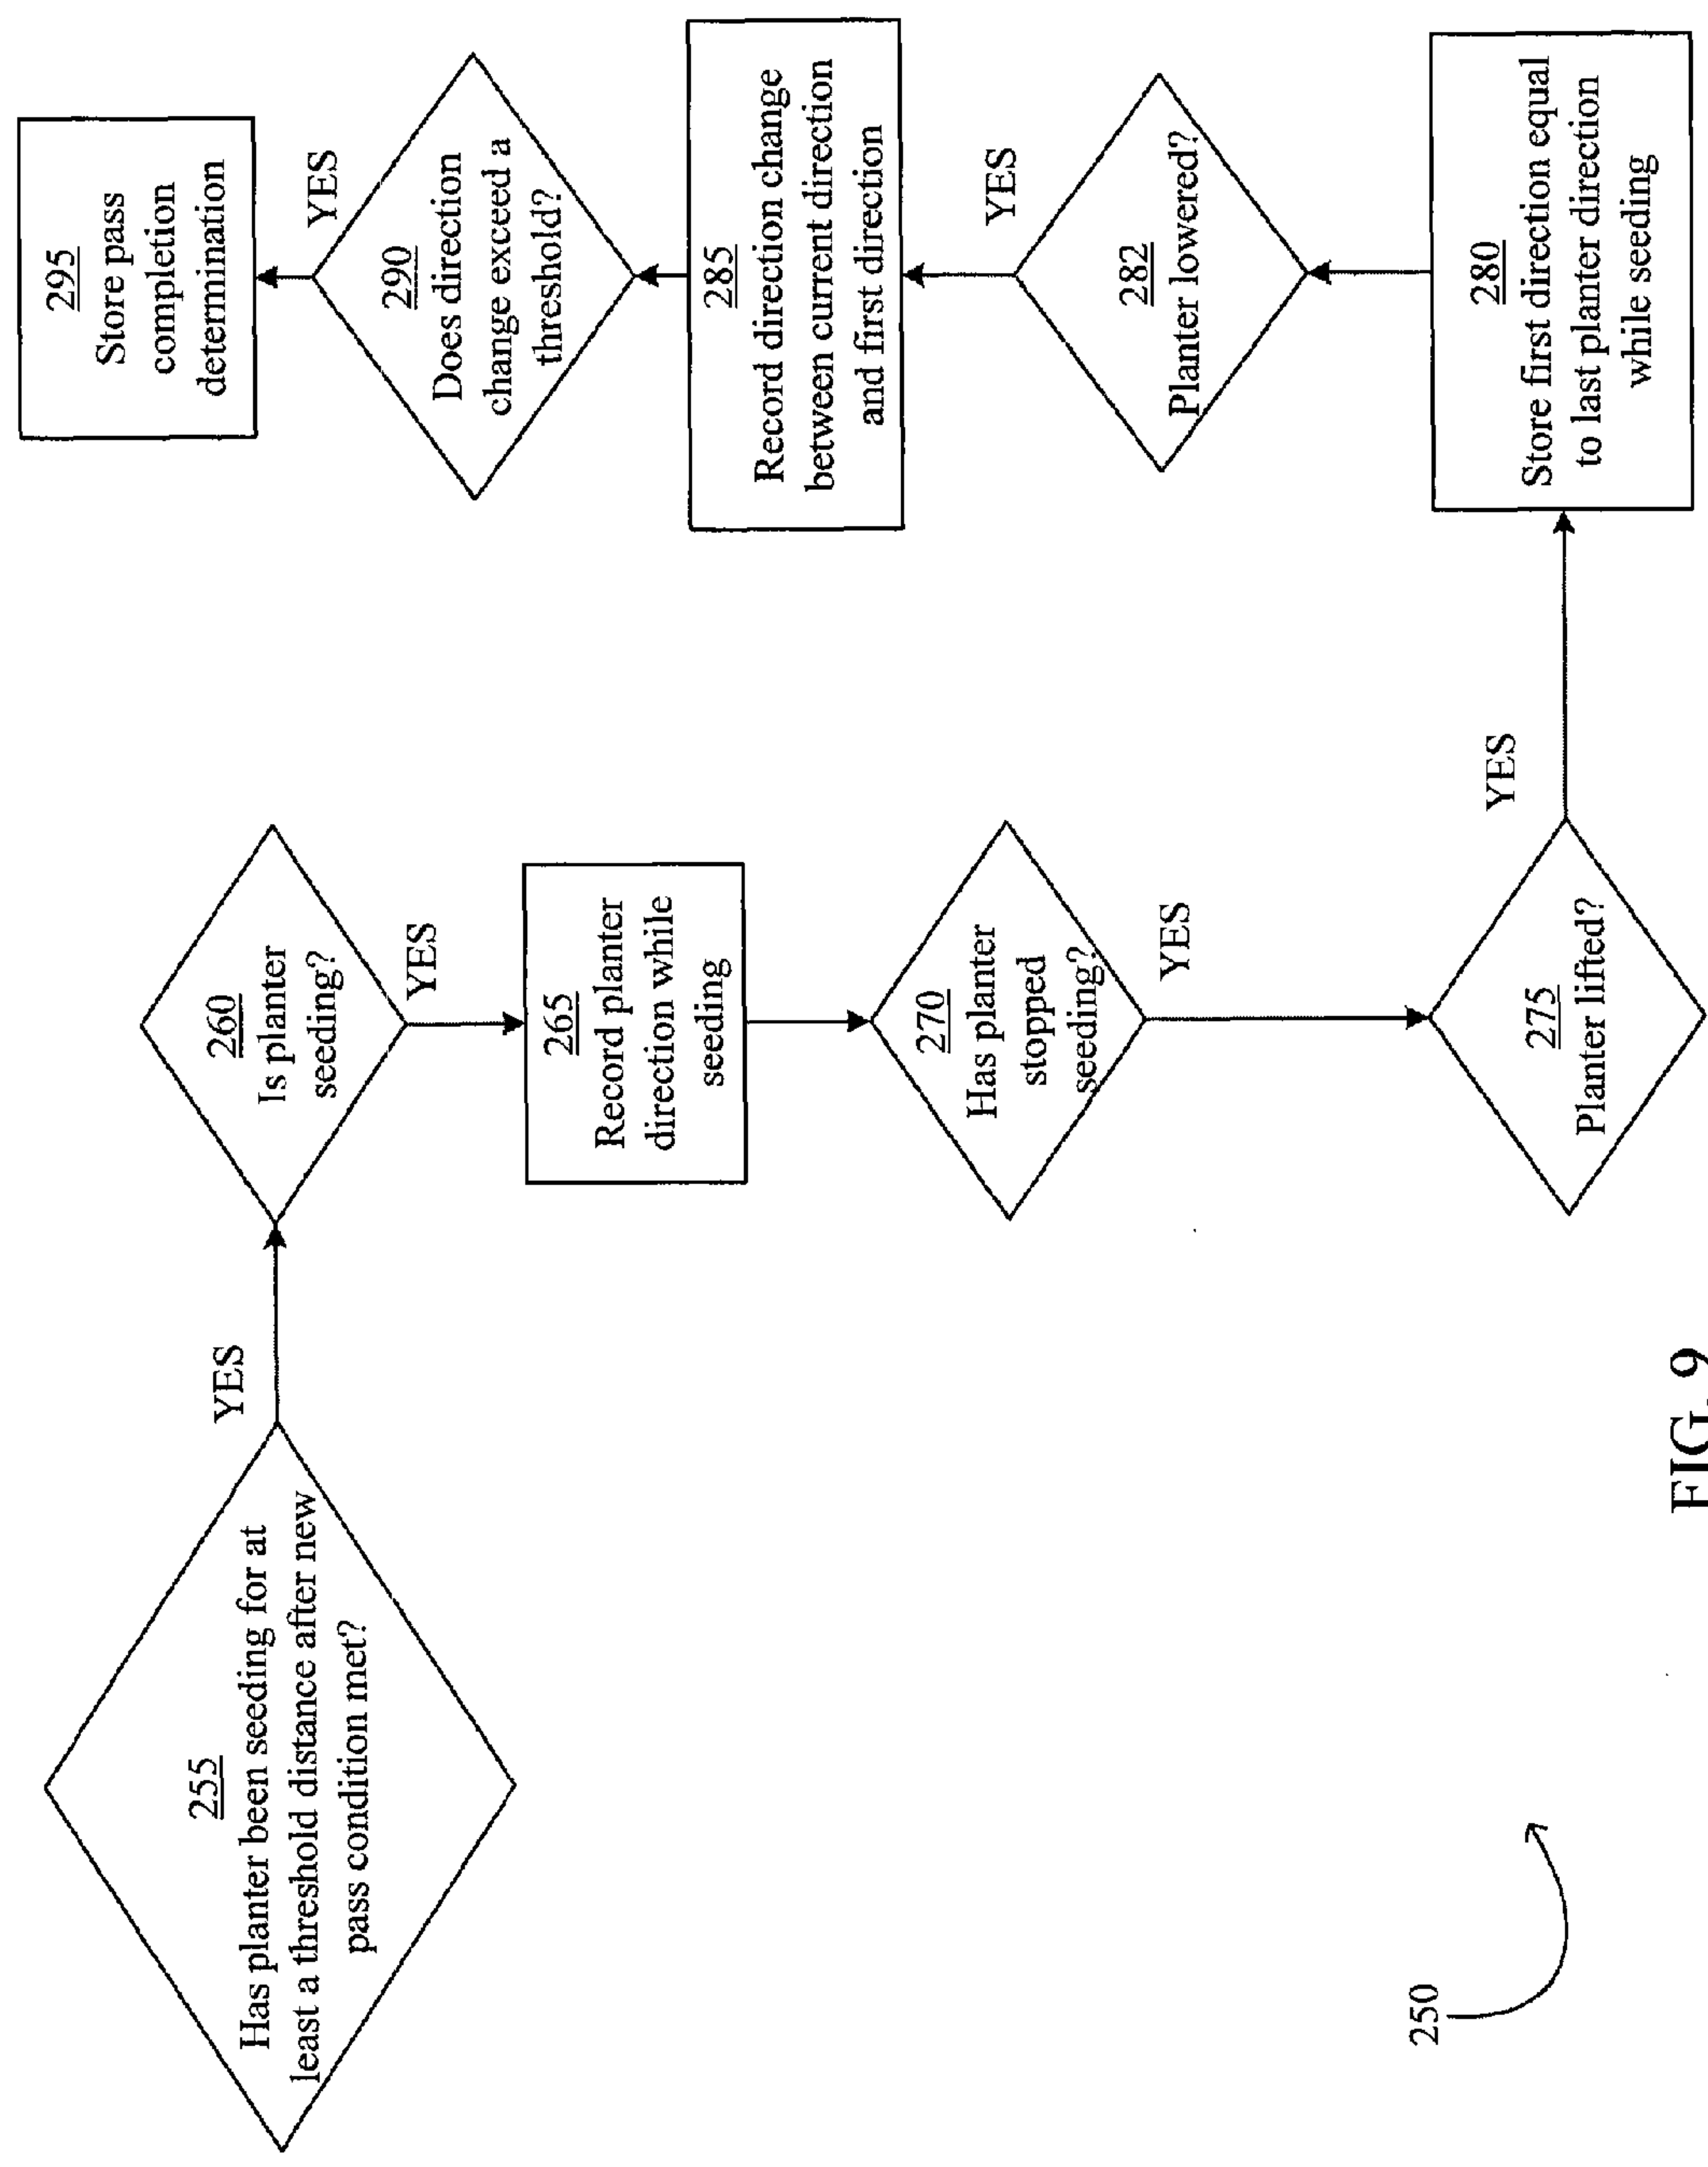 255
Has planter been seeding for at
least a threshold distance after new
pass condition met?
YES
260
Is planter
seeding?
YES
265
Record planter
direction while
seeding
270
Has planter
stopped
seeding?
YES
275
Planter lifted?
YES
280
Store first direction equal
to last planter direction
while seeding
282
Planter lowered?
YES
285
Record direction change
between current direction
and first direction
290
Does direction
change exceed a
threshold?
YES
295
Store pass
completion
determination
250
FIG. 9